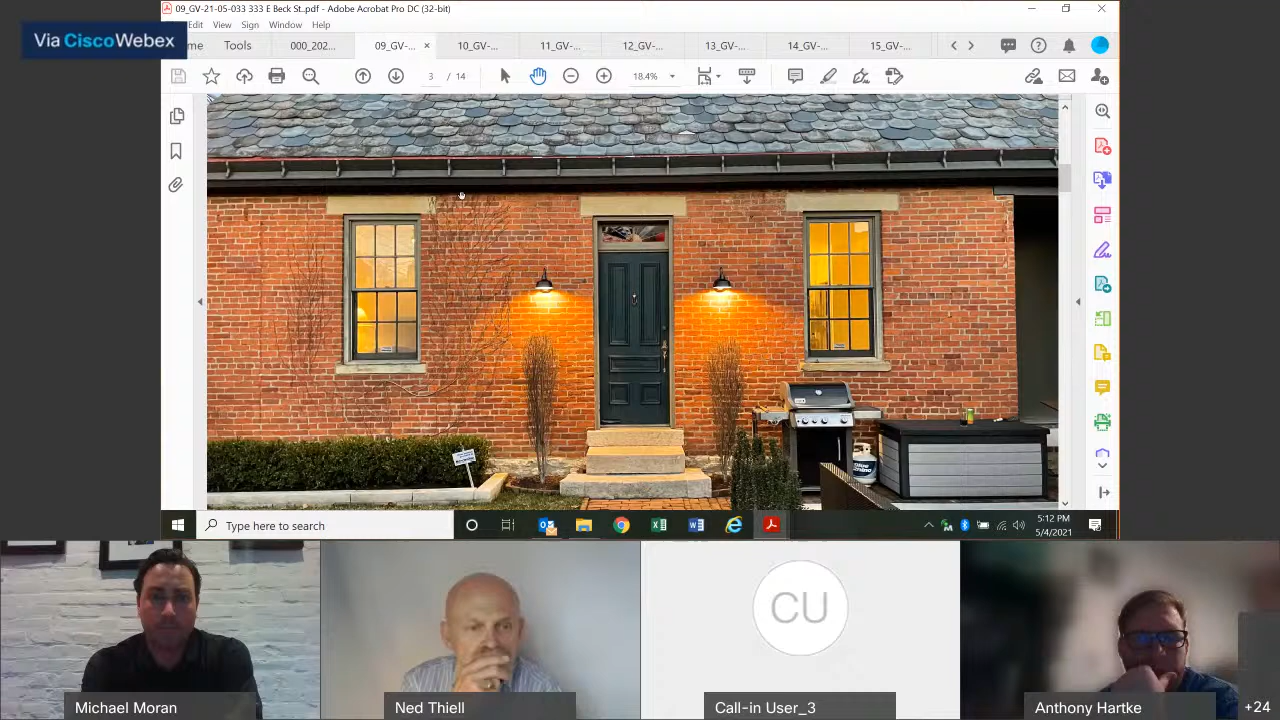 09_GV-21-05-033 333 E Beck St..pdf - Adobe Acrobat Pro DC (32-bit)
Via CiscoWebex
Edit View Sign Window Help
me Tools 000_202... 09_GV-... × 10_GV-... 11_GV-... 12_GV-... 13_GV-... 14_GV-... 15_GV-...
3 / 14 18.4%
Type here to search
5:12 PM
5/4/2021
CU
Michael Moran Ned Thiell Call-in User_3 Anthony Hartke +24